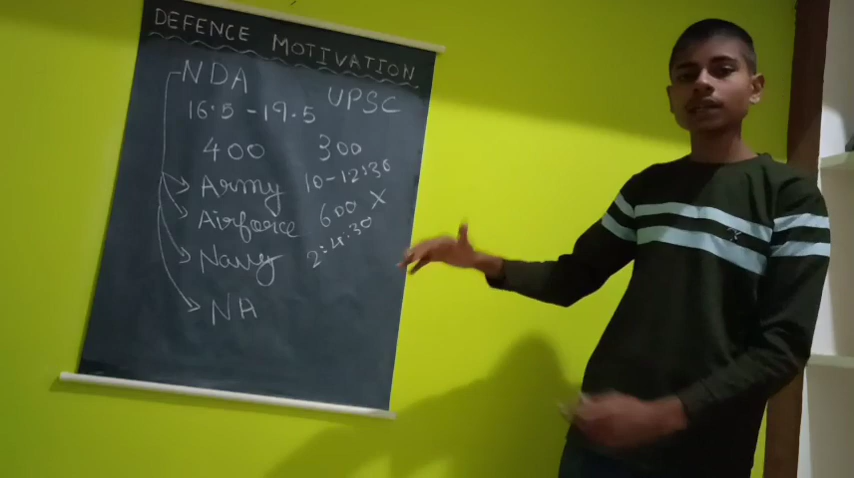 DEFENCE MOTIVATION
NDA UPSC
16.5 - 19.5
400 300
Army 10-12:30
Airforce 600 X
Navy 2:4:30
NA